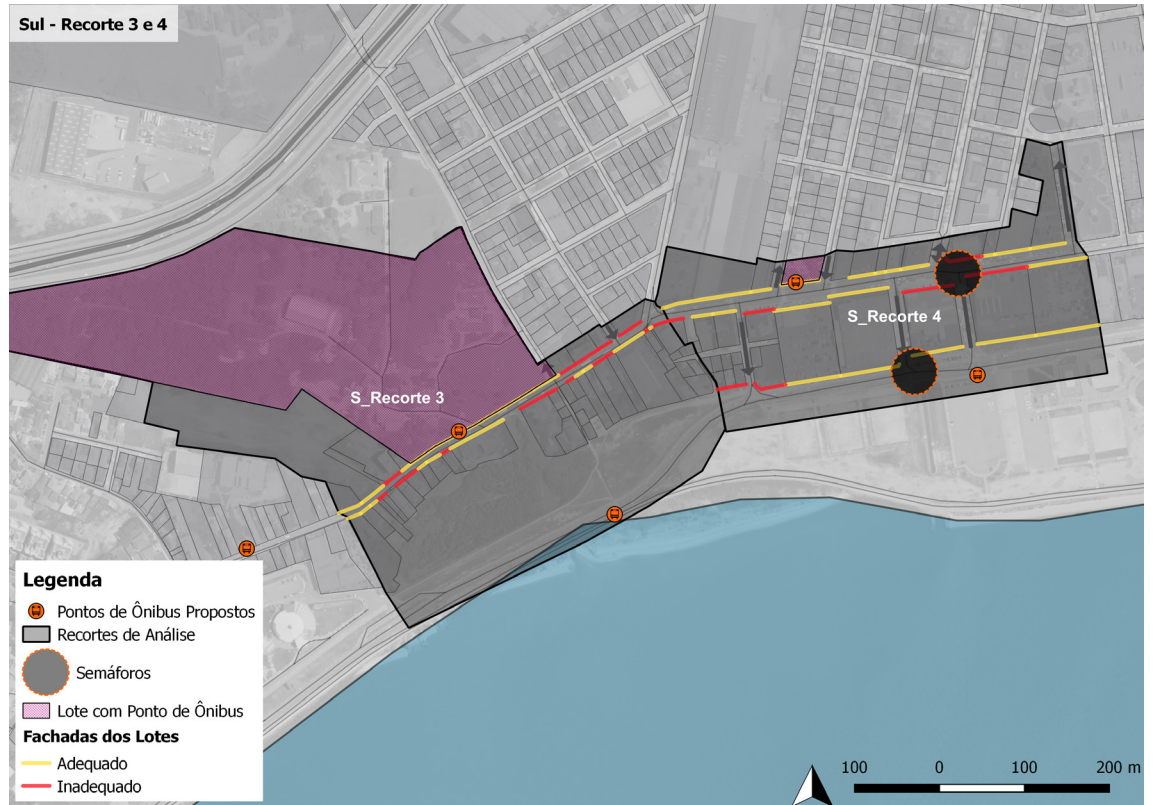 Sul - Recorte 3 e 4
S_Recorte 4
S_Recorte 3
Legenda
Pontos de Ônibus Propostos
Recortes de Análise
Semáforos
Lote com Ponto de Ônibus
Fachadas dos Lotes
Adequado
Inadequado
100 0 100 200 m